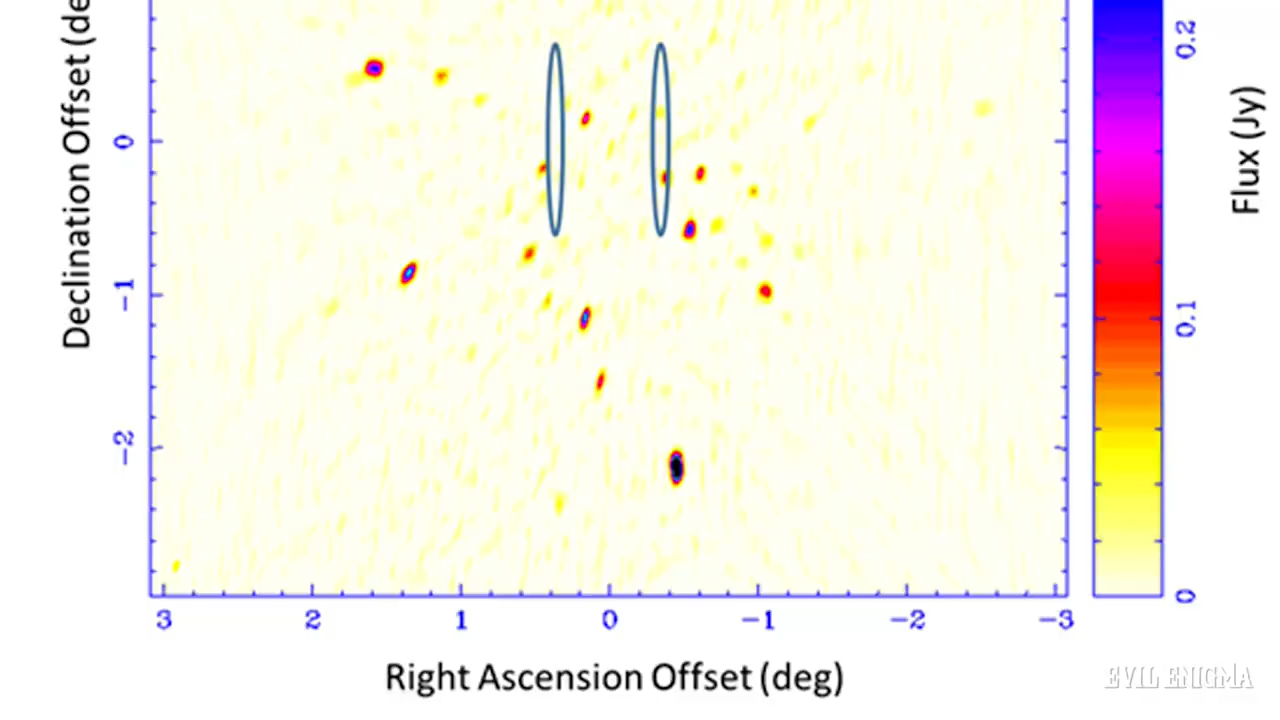 Declination Offset (de
0
-1
-2
3 2 1 0 -1 -2 -3
Right Ascension Offset (deg)
0.2
0.1
0
Flux (Jy)
EVIL ENIGMA